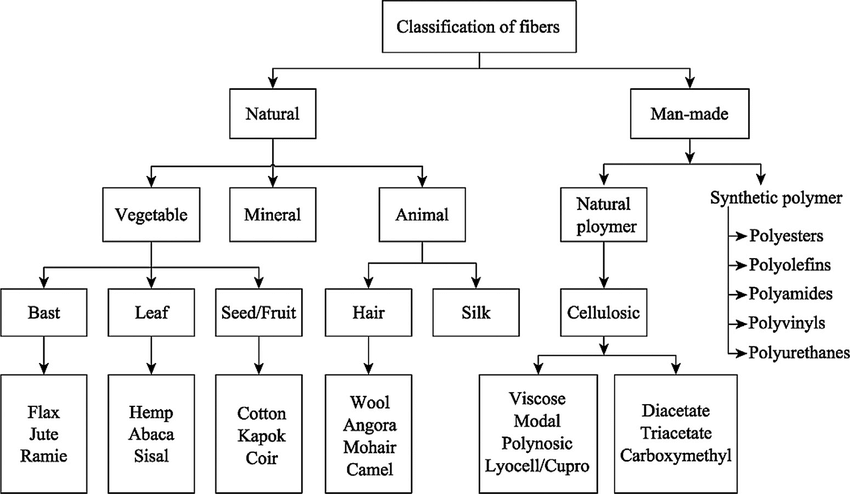 Classification of fibers
Natural
Man-made
Vegetable
Mineral
Animal
Natural
ploymer
Synthetic polymer
Polyesters
Polyolefins
Polyamides
Polyvinyls
Polyurethanes
Bast
Leaf
Seed/Fruit
Hair
Silk
Cellulosic
Flax
Jute
Ramie
Hemp
Abaca
Sisal
Cotton
Kapok
Coir
Wool
Angora
Mohair
Camel
Viscose
Modal
Polynosic
Lyocell/Cupro
Diacetate
Triacetate
Carboxymethyl